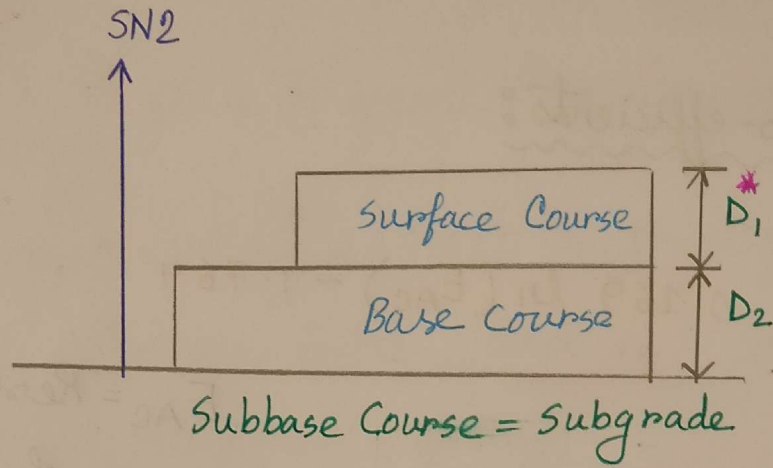 SN2
Surface Course
D1*
Base Course
D2
Subbase Course = Subgrade